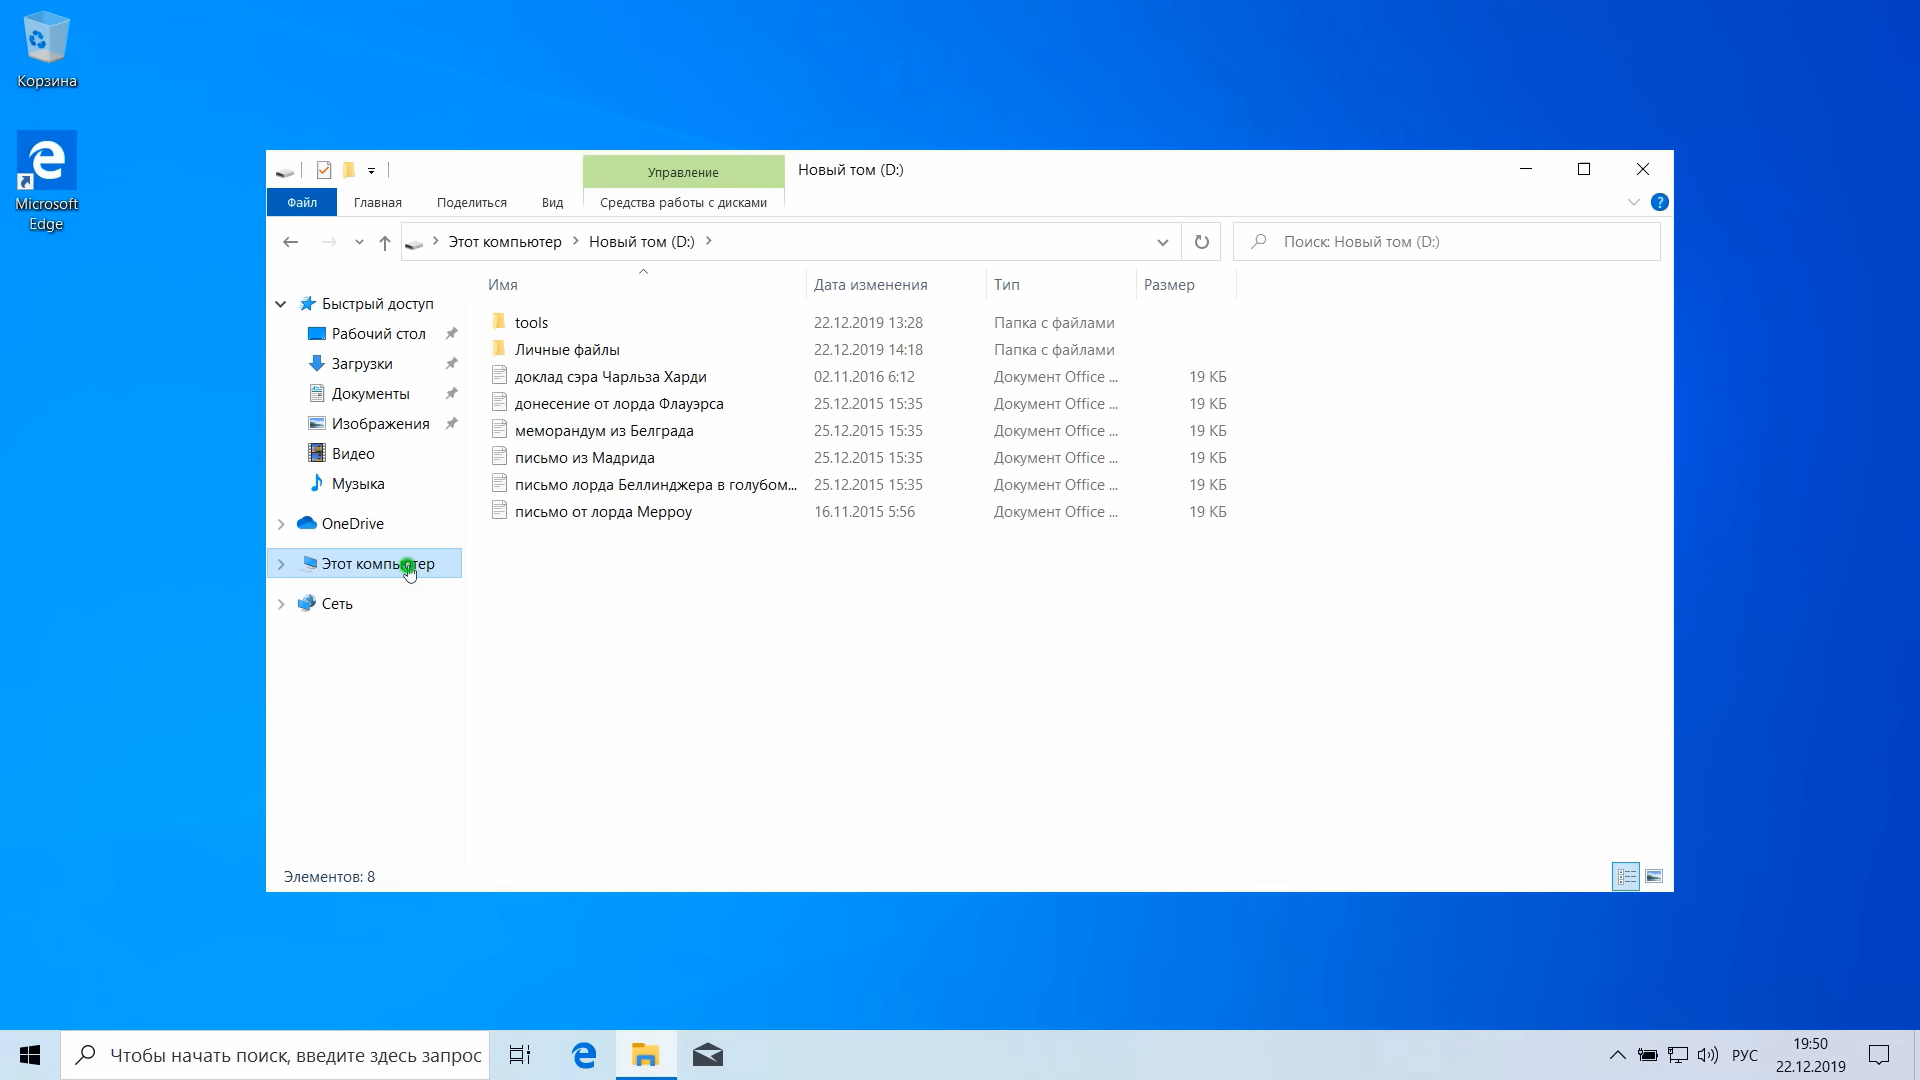 Корзина
Microsoft
Edge
Управление
Новый том (D:)
Файл
Главная
Поделиться
Вид
Средства работы с дисками
?
Этот компьютер
Новый том (D:)
Поиск: Новый том (D:)
Имя
Дата изменения
Тип
Размер
Быстрый доступ
Рабочий стол
Загрузки
Документы
Изображения
Видео
Музыка
OneDrive
Этот компьютер
Сеть
tools 22.12.2019 13:28 Папка с файлами
Личные файлы 22.12.2019 14:18 Папка с файлами
доклад сэра Чарльза Харди 02.11.2016 6:12 Документ Office ... 19 КБ
донесение от лорда Флауэрса 25.12.2015 15:35 Документ Office ... 19 КБ
меморандум из Белграда 25.12.2015 15:35 Документ Office ... 19 КБ
письмо из Мадрида 25.12.2015 15:35 Документ Office ... 19 КБ
письмо лорда Беллинджера в голубом... 25.12.2015 15:35 Документ Office ... 19 КБ
письмо от лорда Мерроу 16.11.2015 5:56 Документ Office ... 19 КБ
Элементов: 8
Чтобы начать поиск, введите здесь запрос
РУС
19:50
22.12.2019